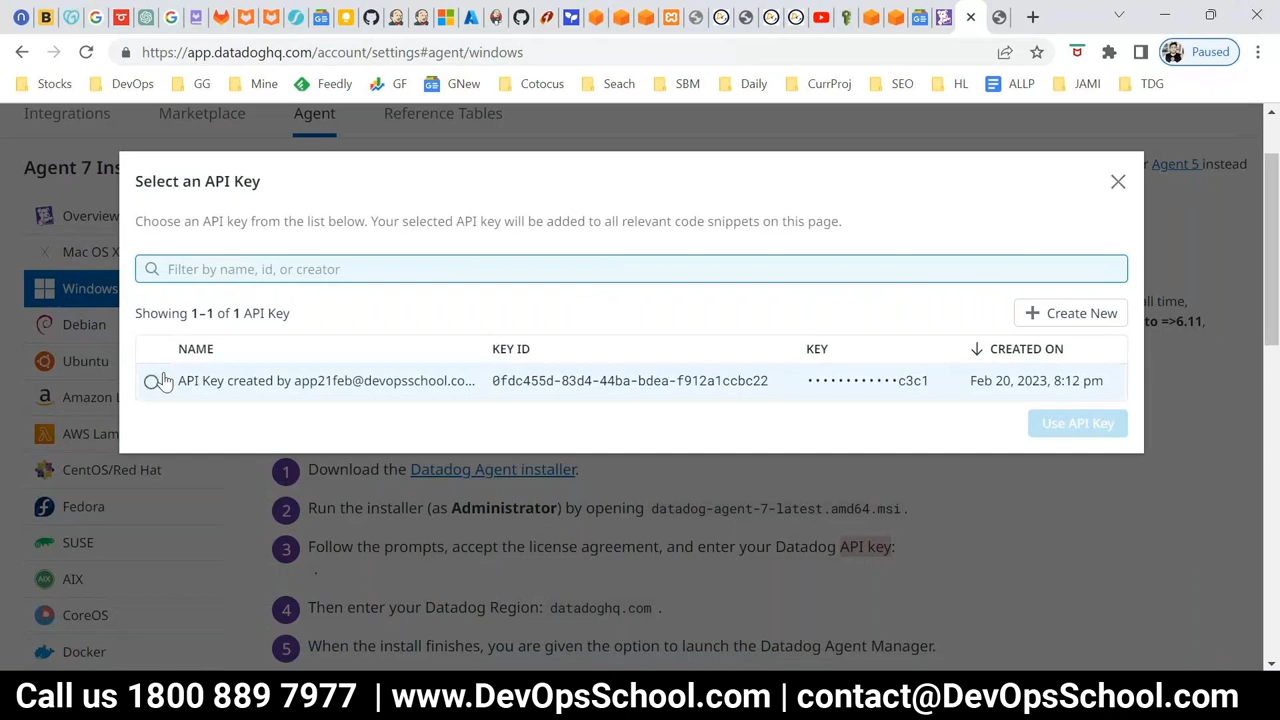 Paused
https://app.datadoghq.com/account/settings#agent/windows
Stocks DevOps GG Mine Feedly GF GNew Cotocus Seach SBM Daily CurrProj SEO HL ALLP JAMI TDG
Integrations Marketplace Agent Reference Tables
Agent 7 Ins
r Agent 5 instead
Select an API Key
Choose an API key from the list below. Your selected API key will be added to all relevant code snippets on this page.
Filter by name, id, or creator
Showing 1–1 of 1 API Key
Create New
NAME KEY ID KEY CREATED ON
API Key created by app21feb@devopsschool.co... 0fdc455d-83d4-44ba-bdea-f912a1ccbc22 ••••••••••••c3c1 Feb 20, 2023, 8:12 pm
Use API Key
Overview
Mac OS X
Windows
Debian
Ubuntu
Amazon L
AWS Lam
CentOS/Red Hat
Fedora
SUSE
AIX
CoreOS
Docker
all time,
to =>6.11,
1 Download the Datadog Agent installer.
2 Run the installer (as Administrator) by opening datadog-agent-7-latest.amd64.msi.
3 Follow the prompts, accept the license agreement, and enter your Datadog API key:
.
4 Then enter your Datadog Region: datadoghq.com .
5 When the install finishes, you are given the option to launch the Datadog Agent Manager.
Call us 1800 889 7977 | www.DevOpsSchool.com | contact@DevOpsSchool.com